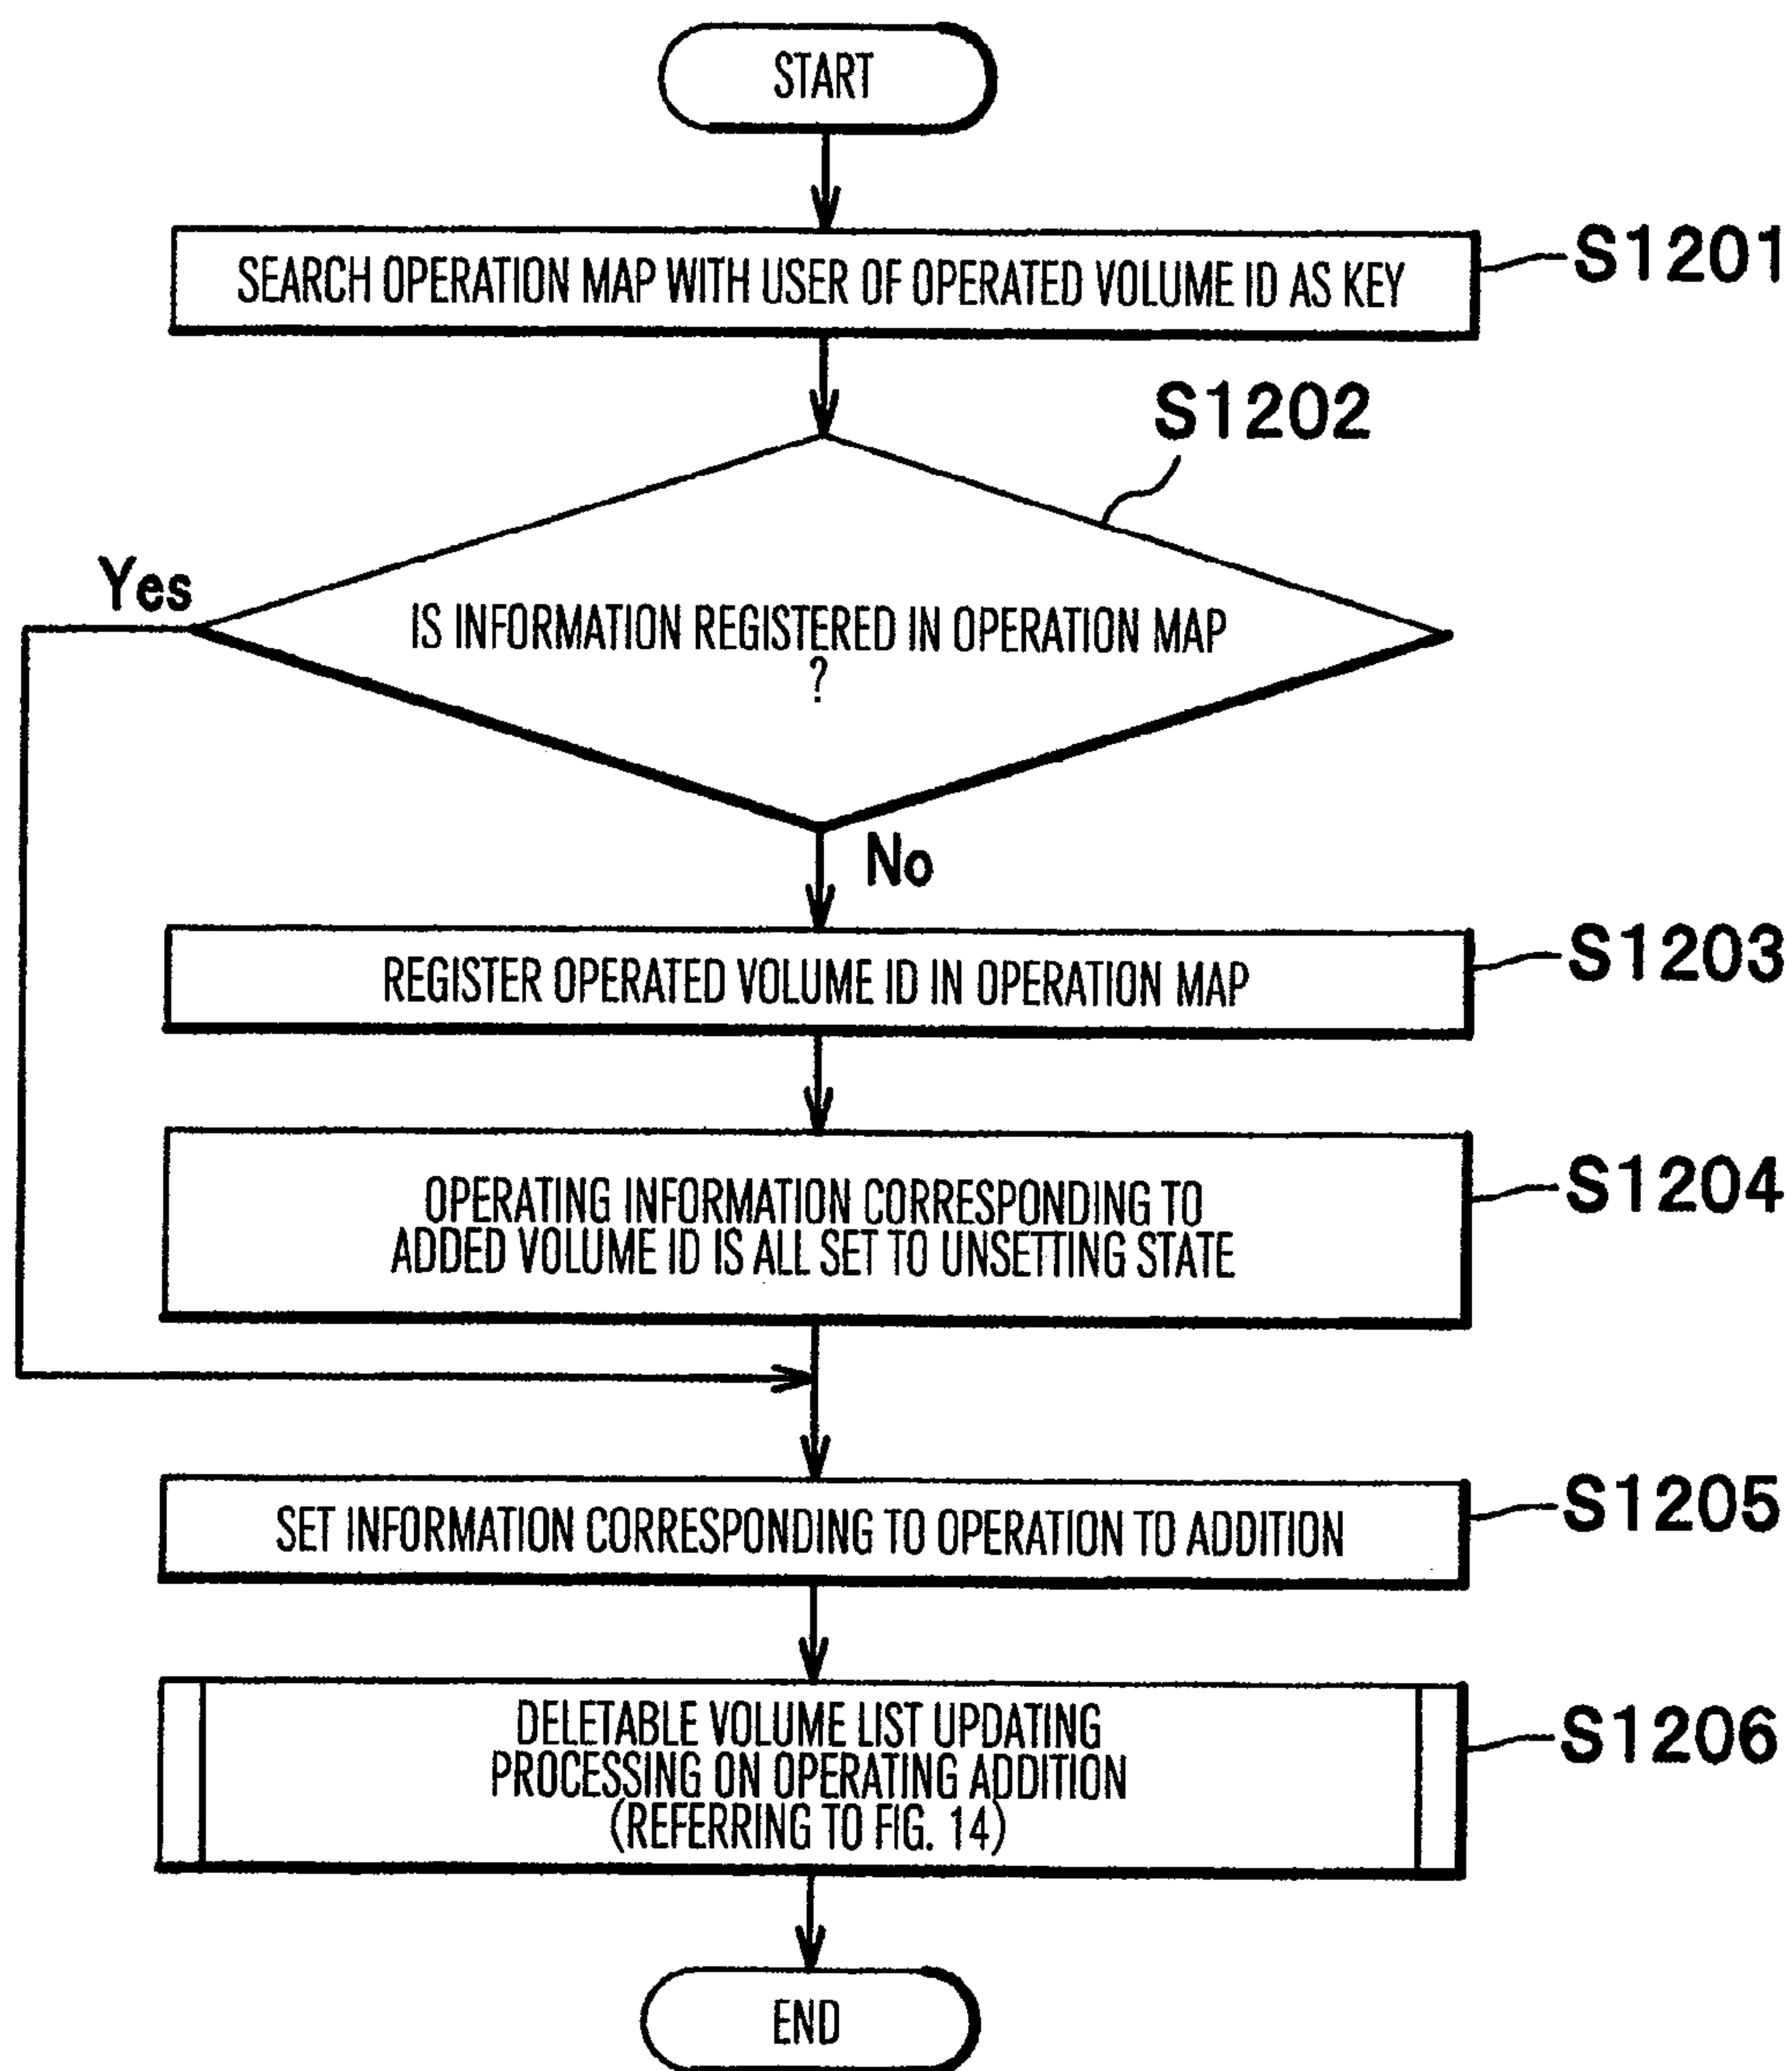 START
SEARCH OPERATION MAP WITH USER OF OPERATED VOLUME ID AS KEY
S1201
S1202
Yes
IS INFORMATION REGISTERED IN OPERATION MAP
?
No
REGISTER OPERATED VOLUME ID IN OPERATION MAP
S1203
OPERATING INFORMATION CORRESPONDING TO
ADDED VOLUME ID IS ALL SET TO UNSETTING STATE
S1204
SET INFORMATION CORRESPONDING TO OPERATION TO ADDITION
S1205
DELETABLE VOLUME LIST UPDATING
PROCESSING ON OPERATING ADDITION
(REFERRING TO FIG. 14)
S1206
END